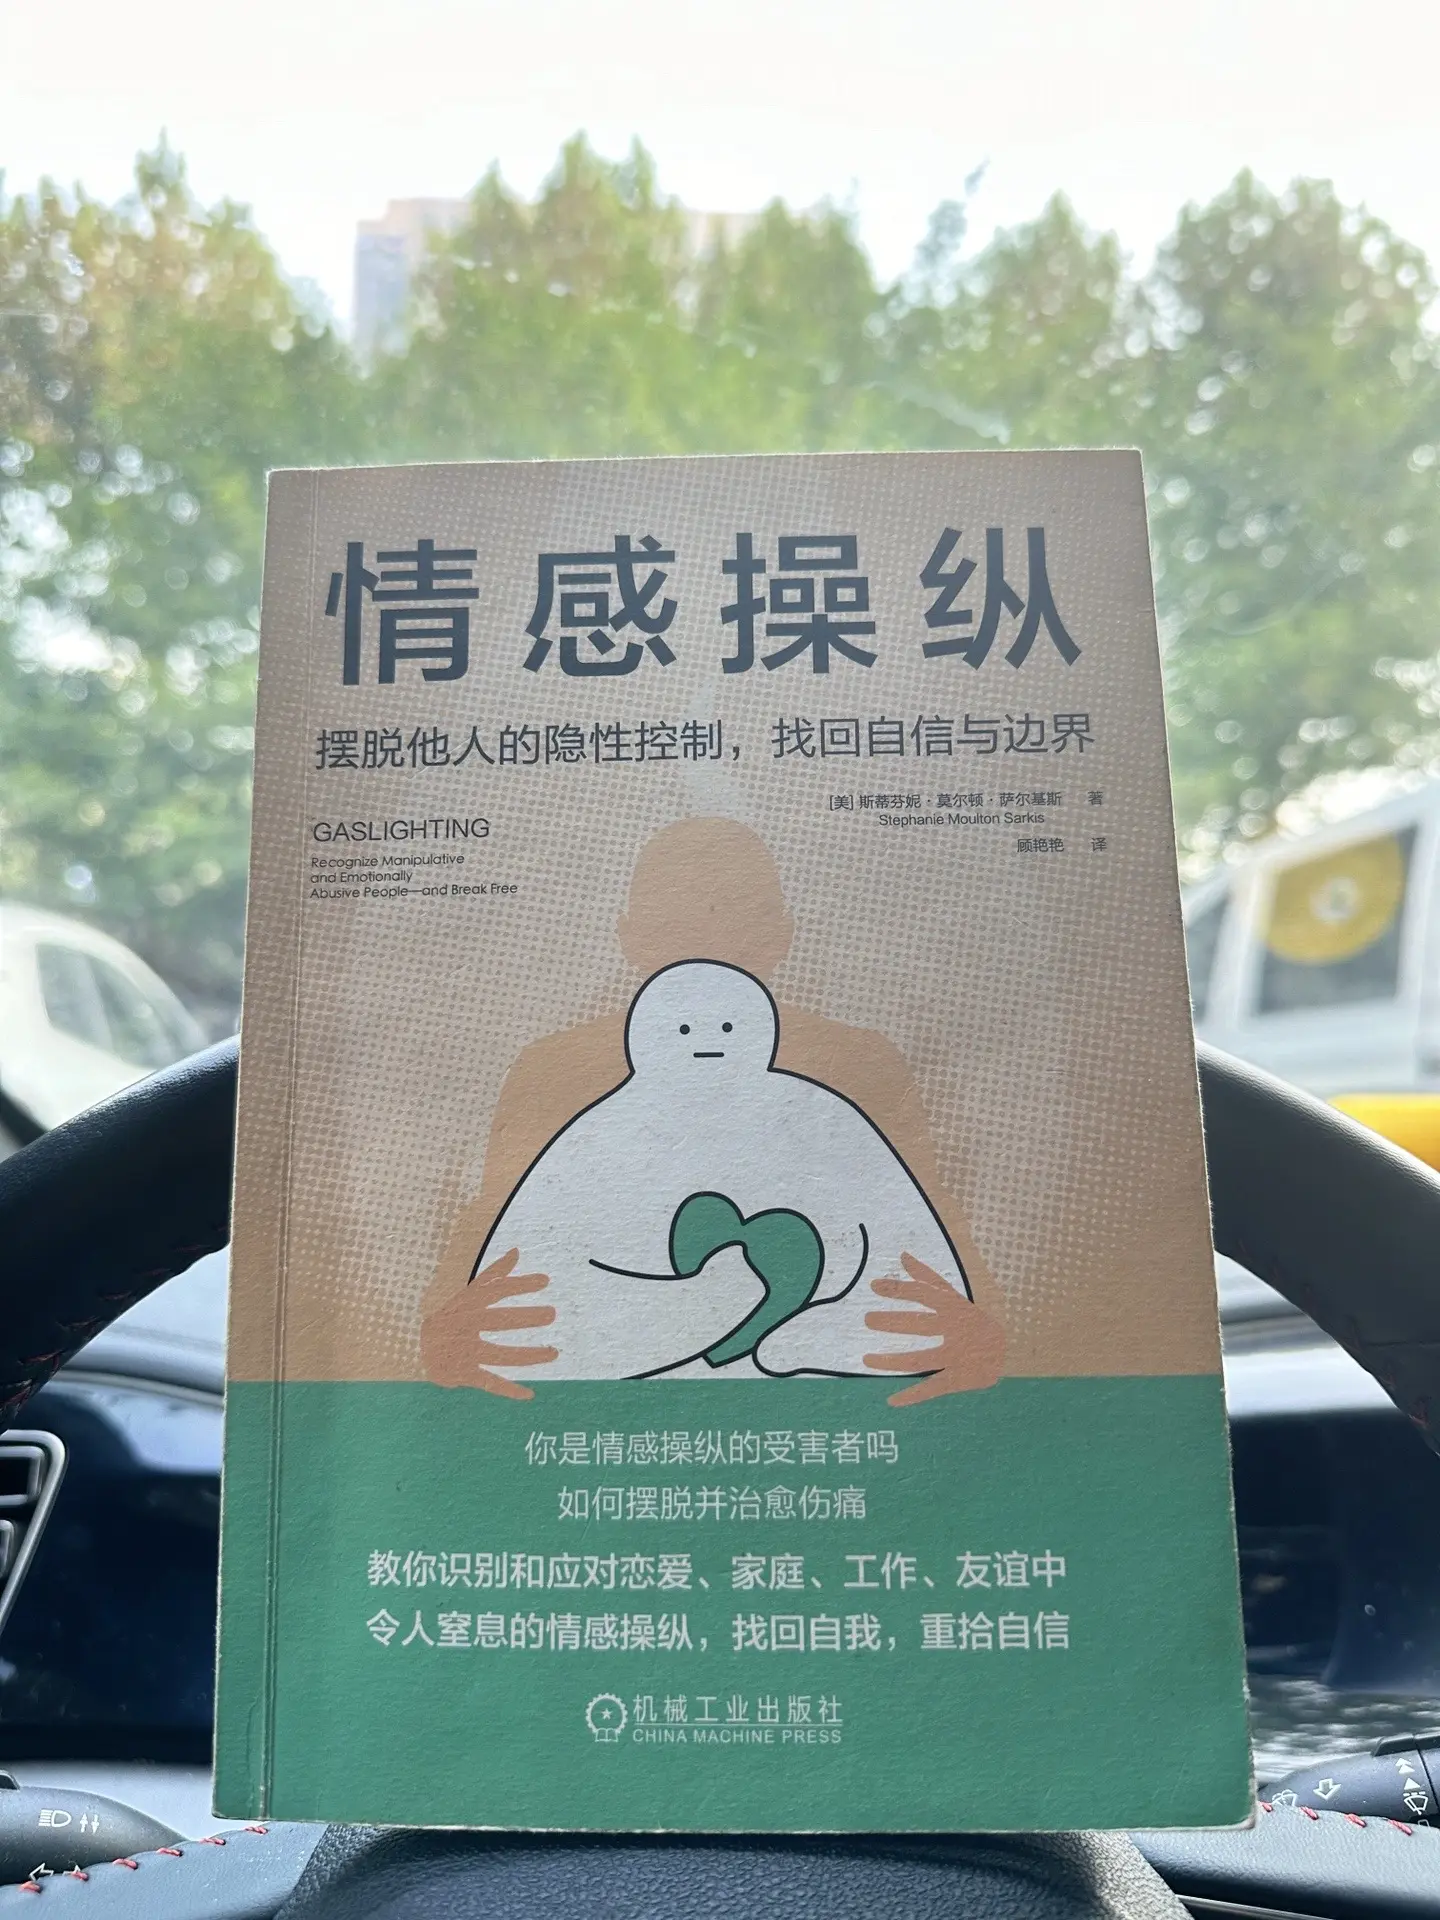 情感操纵
摆脱他人的隐性控制，找回自信与边界
[美] 斯蒂芬妮·莫尔顿·萨尔基斯 著
Stephanie Moulton Sarkis
顾艳艳 译
GASLIGHTING
Recognize Manipulative
and Emotionally
Abusive People—and Break Free
你是情感操纵的受害者吗
如何摆脱并治愈伤痛
教你识别和应对恋爱、家庭、工作、友谊中
令人窒息的情感操纵，找回自我，重拾自信
机械工业出版社
CHINA MACHINE PRESS